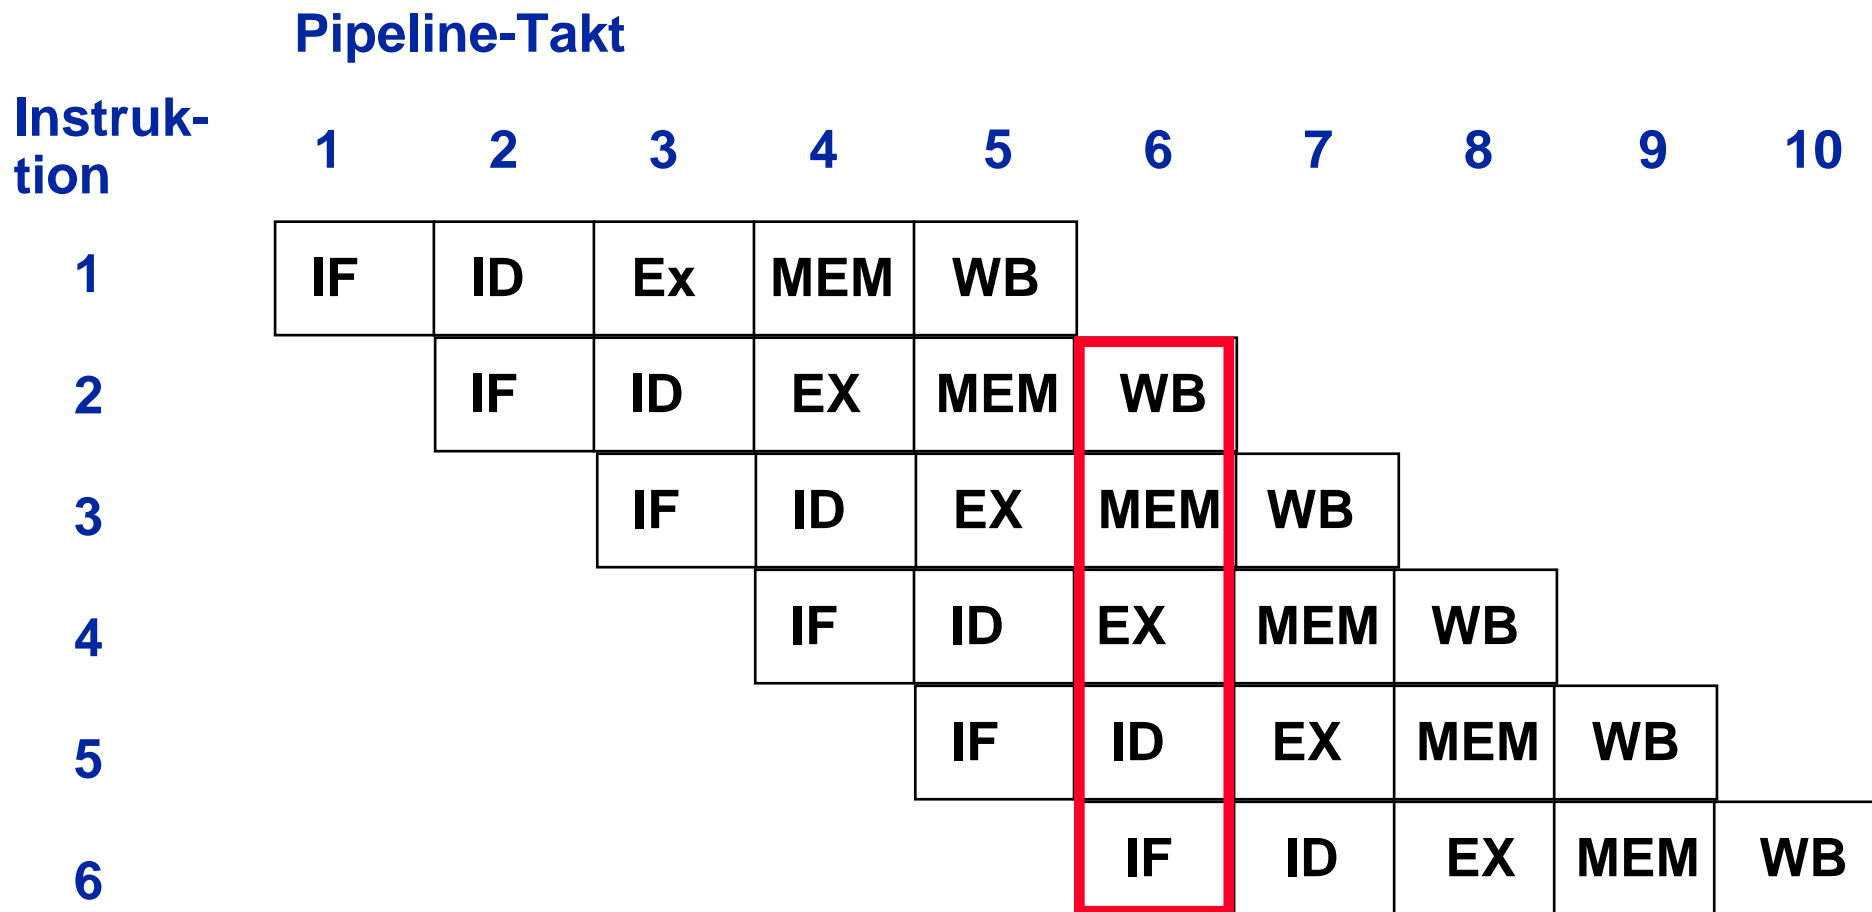 Pipeline-Takt
Instruk-
tion
1 2 3 4 5 6 7 8 9 10
1 IF ID Ex MEM WB
2 IF ID EX MEM WB
3 IF ID EX MEM WB
4 IF ID EX MEM WB
5 IF ID EX MEM WB
6 IF ID EX MEM WB